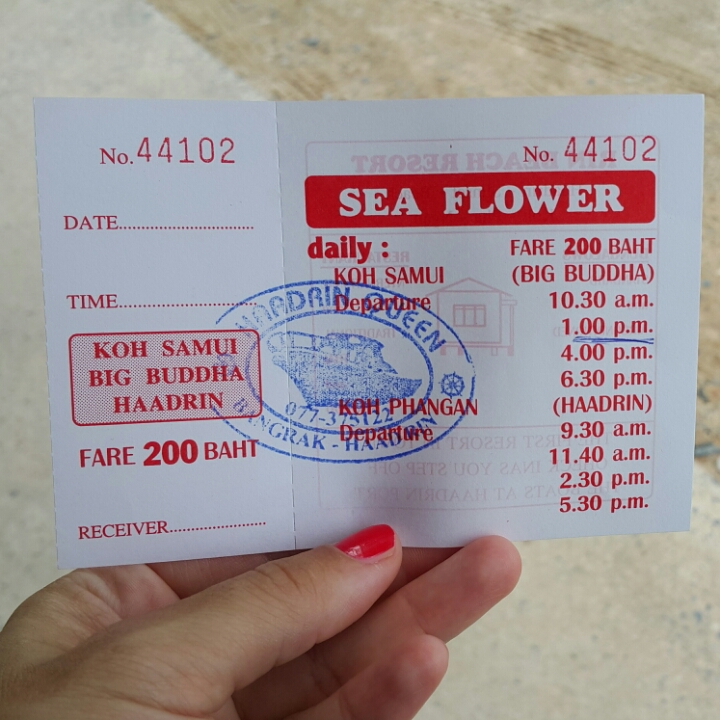 No. 44102
DATE..............................
TIME..............................
KOH SAMUI
BIG BUDDHA
HAADRIN
FARE 200 BAHT
RECEIVER.....................
No. 44102
SEA FLOWER
daily : FARE 200 BAHT
KOH SAMUI (BIG BUDDHA)
Departure 10.30 a.m.
1.00 p.m.
4.00 p.m.
6.30 p.m.
KOH PHANGAN (HAADRIN)
Departure 9.30 a.m.
11.40 a.m.
2.30 p.m.
5.30 p.m.
HAADRIN QUEEN
BANGRAK - HAADRIN